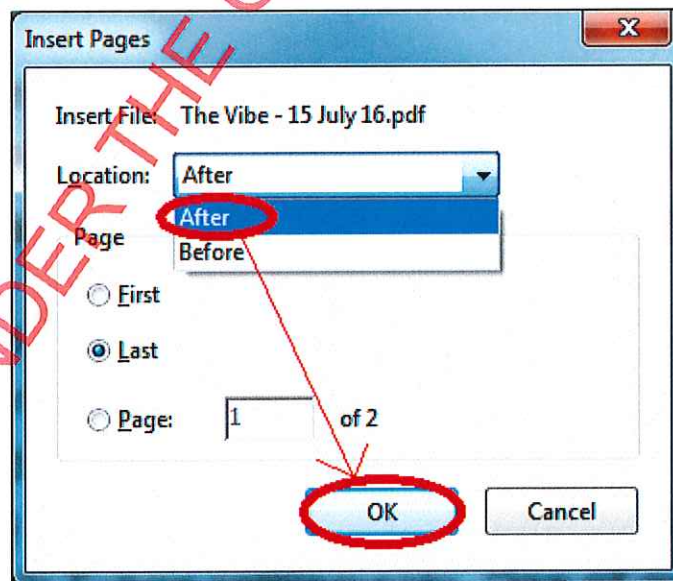 Insert Pages
X
Insert File: The Vibe - 15 July 16.pdf
Location: After
After
Before
Page
First
Last
Page: 1 of 2
OK Cancel
NDER THE